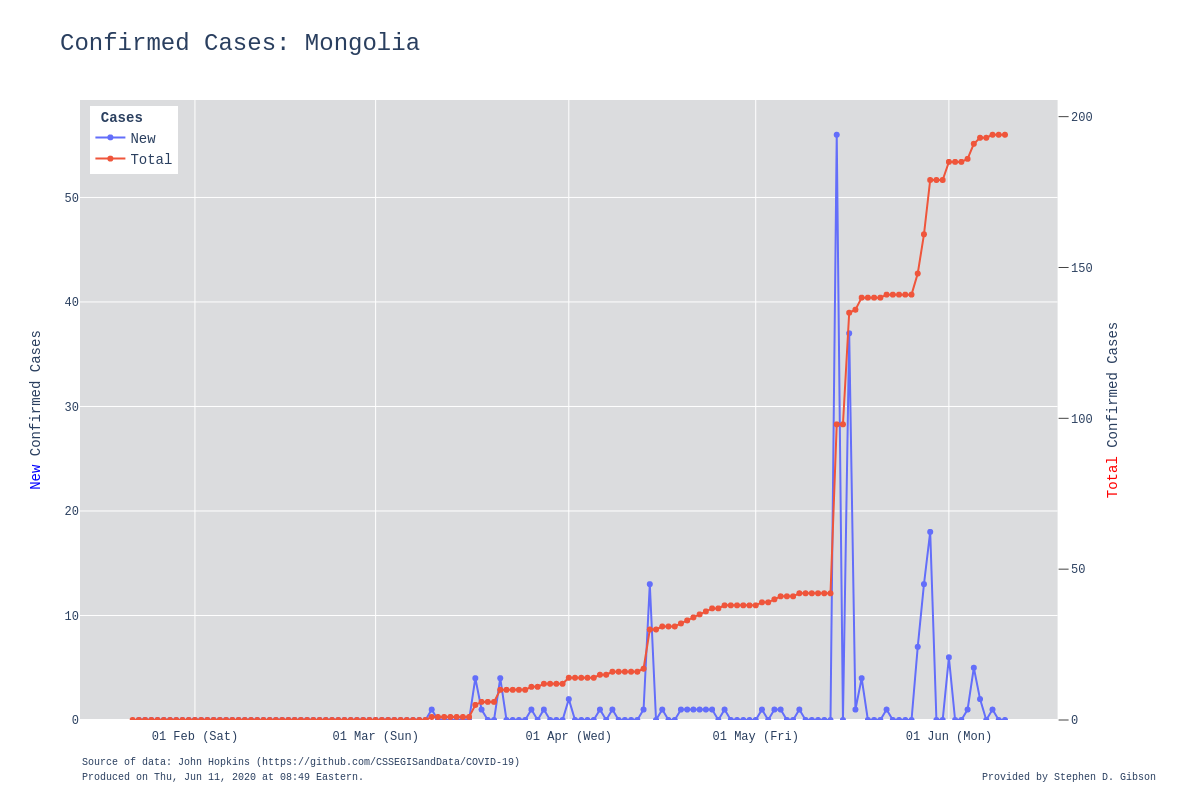 Confirmed Cases: Mongolia
Cases
New
Total
50
40
30
20
10
0
New Confirmed Cases
200
150
100
50
0
Total Confirmed Cases
01 Feb (Sat)
01 Mar (Sun)
01 Apr (Wed)
01 May (Fri)
01 Jun (Mon)
Source of data: John Hopkins (https://github.com/CSSEGISandData/COVID-19)
Produced on Thu, Jun 11, 2020 at 08:49 Eastern.
Provided by Stephen D. Gibson